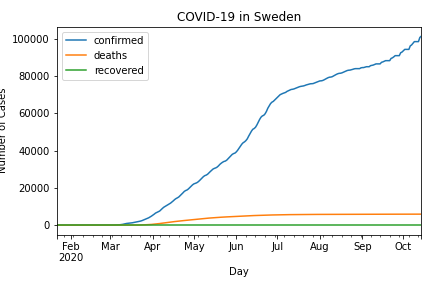 COVID-19 in Sweden
confirmed
deaths
recovered
100000
80000
60000
40000
20000
0
Number of Cases
Feb Mar Apr May Jun Jul Aug Sep Oct
2020
Day